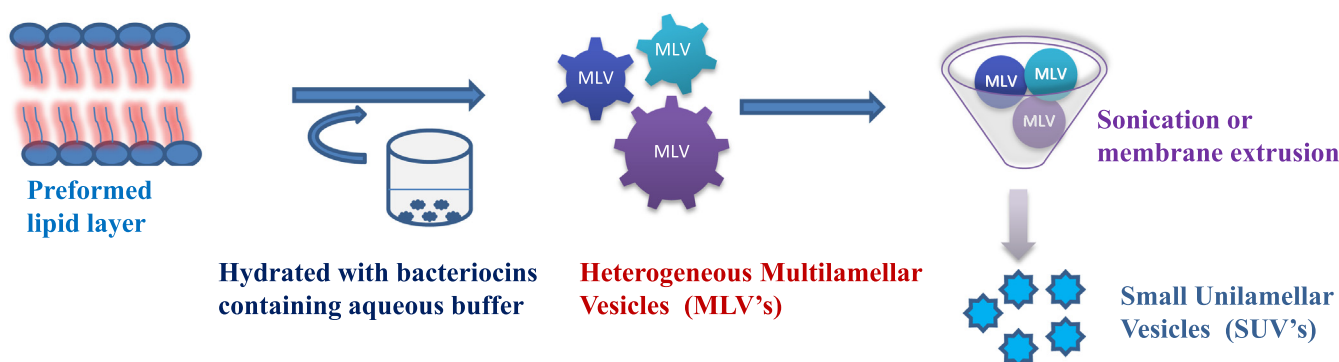 Preformed
lipid layer
Hydrated with bacteriocins
containing aqueous buffer
MLV
MLV
MLV
Heterogeneous Multilamellar
Vesicles (MLV's)
MLV
MLV
MLV
Sonication or
membrane extrusion
Small Unilamellar
Vesicles (SUV's)